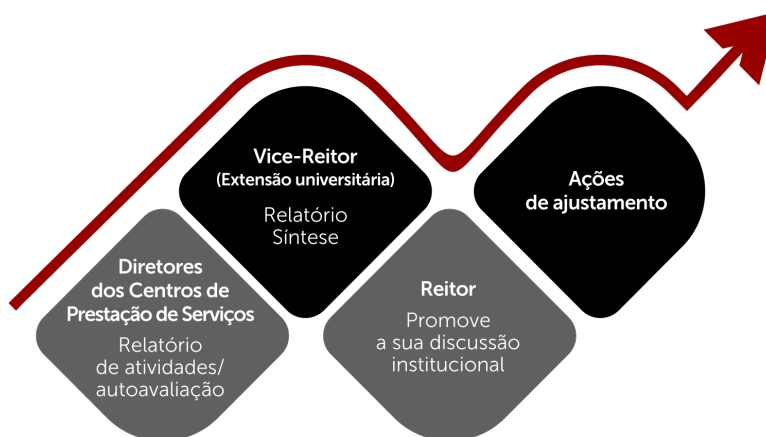 Diretores
dos Centros de
Prestação de Serviços
Relatório
de atividades/
autoavaliação
Vice-Reitor
(Extensão universitária)
Relatório
Síntese
Reitor
Promove
a sua discussão
institucional
Ações
de ajustamento